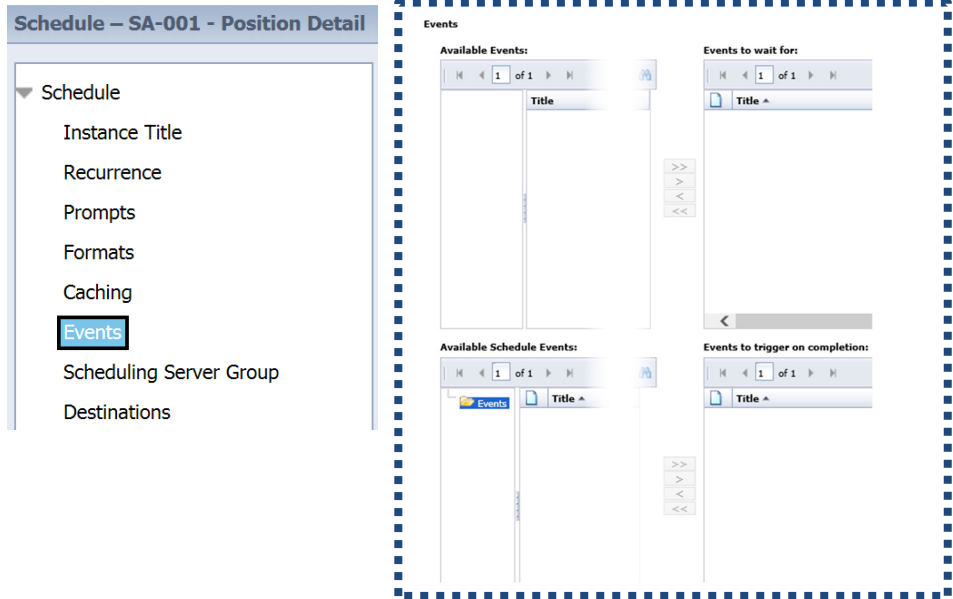 Schedule – SA-001 - Position Detail
Schedule
Instance Title
Recurrence
Prompts
Formats
Caching
Events
Scheduling Server Group
Destinations
Events
Available Events:
1 of 1
Title
>>
>
<
<<
Events to wait for:
1 of 1
Title
Available Schedule Events:
1 of 1
Events
Title
>>
>
<
<<
Events to trigger on completion:
1 of 1
Title